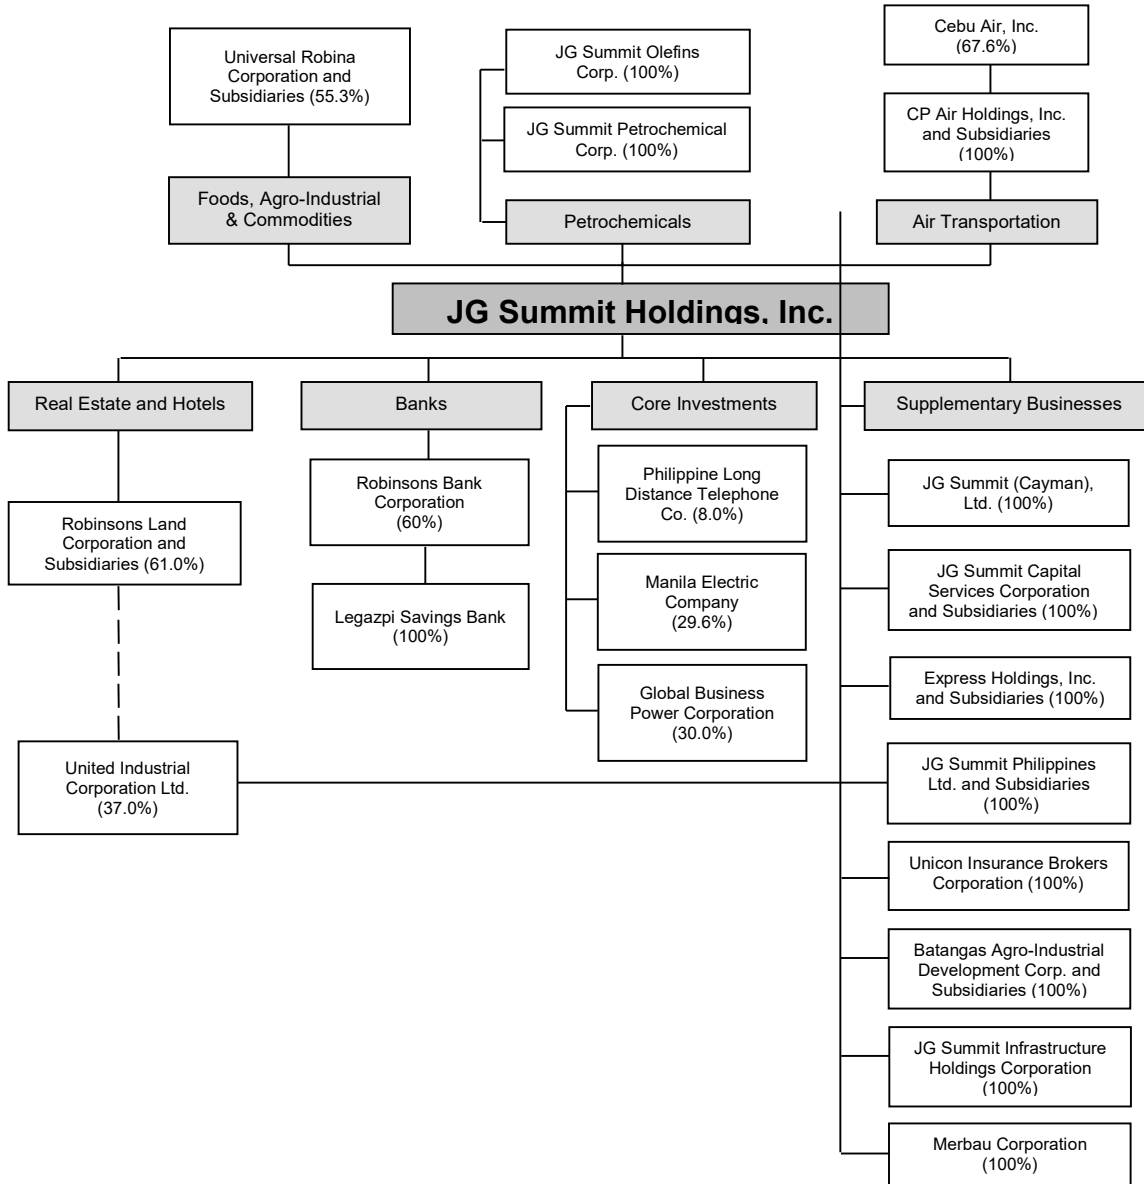 Cebu Air, Inc.
(67.6%)
Universal Robina
Corporation and
Subsidiaries (55.3%)
JG Summit Olefins
Corp. (100%)
CP Air Holdings, Inc.
and Subsidiaries
(100%)
JG Summit Petrochemical
Corp. (100%)
Foods, Agro-Industrial
& Commodities
Petrochemicals
Air Transportation
JG Summit Holdings, Inc.
Real Estate and Hotels
Banks
Core Investments
Supplementary Businesses
Robinsons Land
Corporation and
Subsidiaries (61.0%)
United Industrial
Corporation Ltd.
(37.0%)
Robinsons Bank
Corporation
(60%)
Legazpi Savings Bank
(100%)
Philippine Long
Distance Telephone
Co. (8.0%)
Manila Electric
Company
(29.6%)
Global Business
Power Corporation
(30.0%)
JG Summit (Cayman),
Ltd. (100%)
JG Summit Capital
Services Corporation
and Subsidiaries (100%)
Express Holdings, Inc.
and Subsidiaries (100%)
JG Summit Philippines
Ltd. and Subsidiaries
(100%)
Unicon Insurance Brokers
Corporation (100%)
Batangas Agro-Industrial
Development Corp. and
Subsidiaries (100%)
JG Summit Infrastructure
Holdings Corporation
(100%)
Merbau Corporation
(100%)